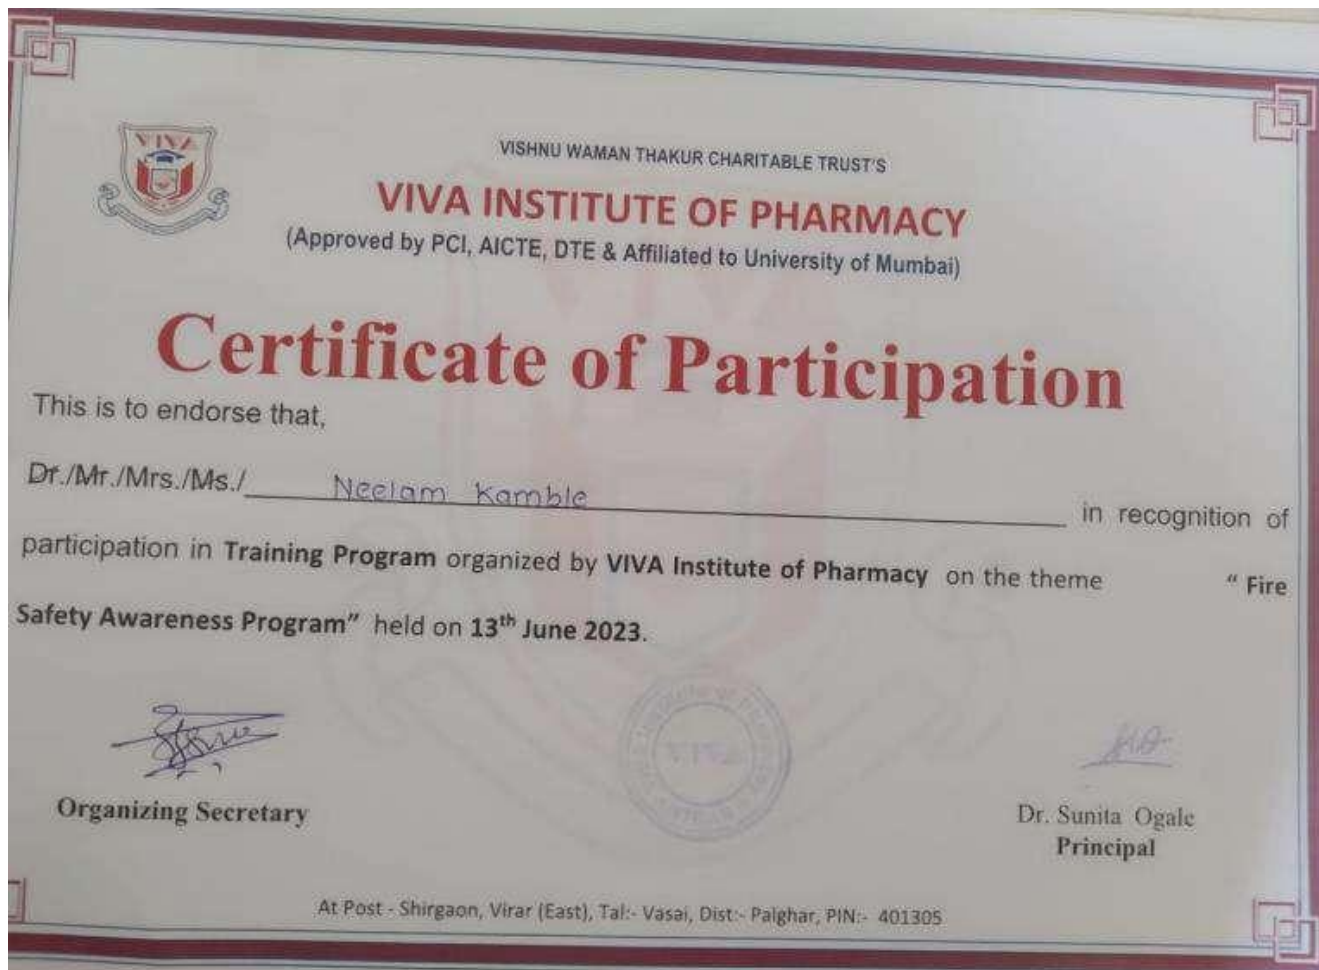 VIVA
VISHNU WAMAN THAKUR CHARITABLE TRUST'S
VIVA INSTITUTE OF PHARMACY
(Approved by PCI, AICTE, DTE & Affiliated to University of Mumbai)
Certificate of Participation
This is to endorse that,
Dr./Mr./Mrs./Ms./ Neelam Kamble in recognition of
participation in Training Program organized by VIVA Institute of Pharmacy on the theme “ Fire
Safety Awareness Program” held on 13th June 2023.
VIVA
Organizing Secretary
Dr. Sunita Ogale
Principal
At Post - Shirgaon, Virar (East), Tal:- Vasai, Dist:- Palghar, PIN:- 401305